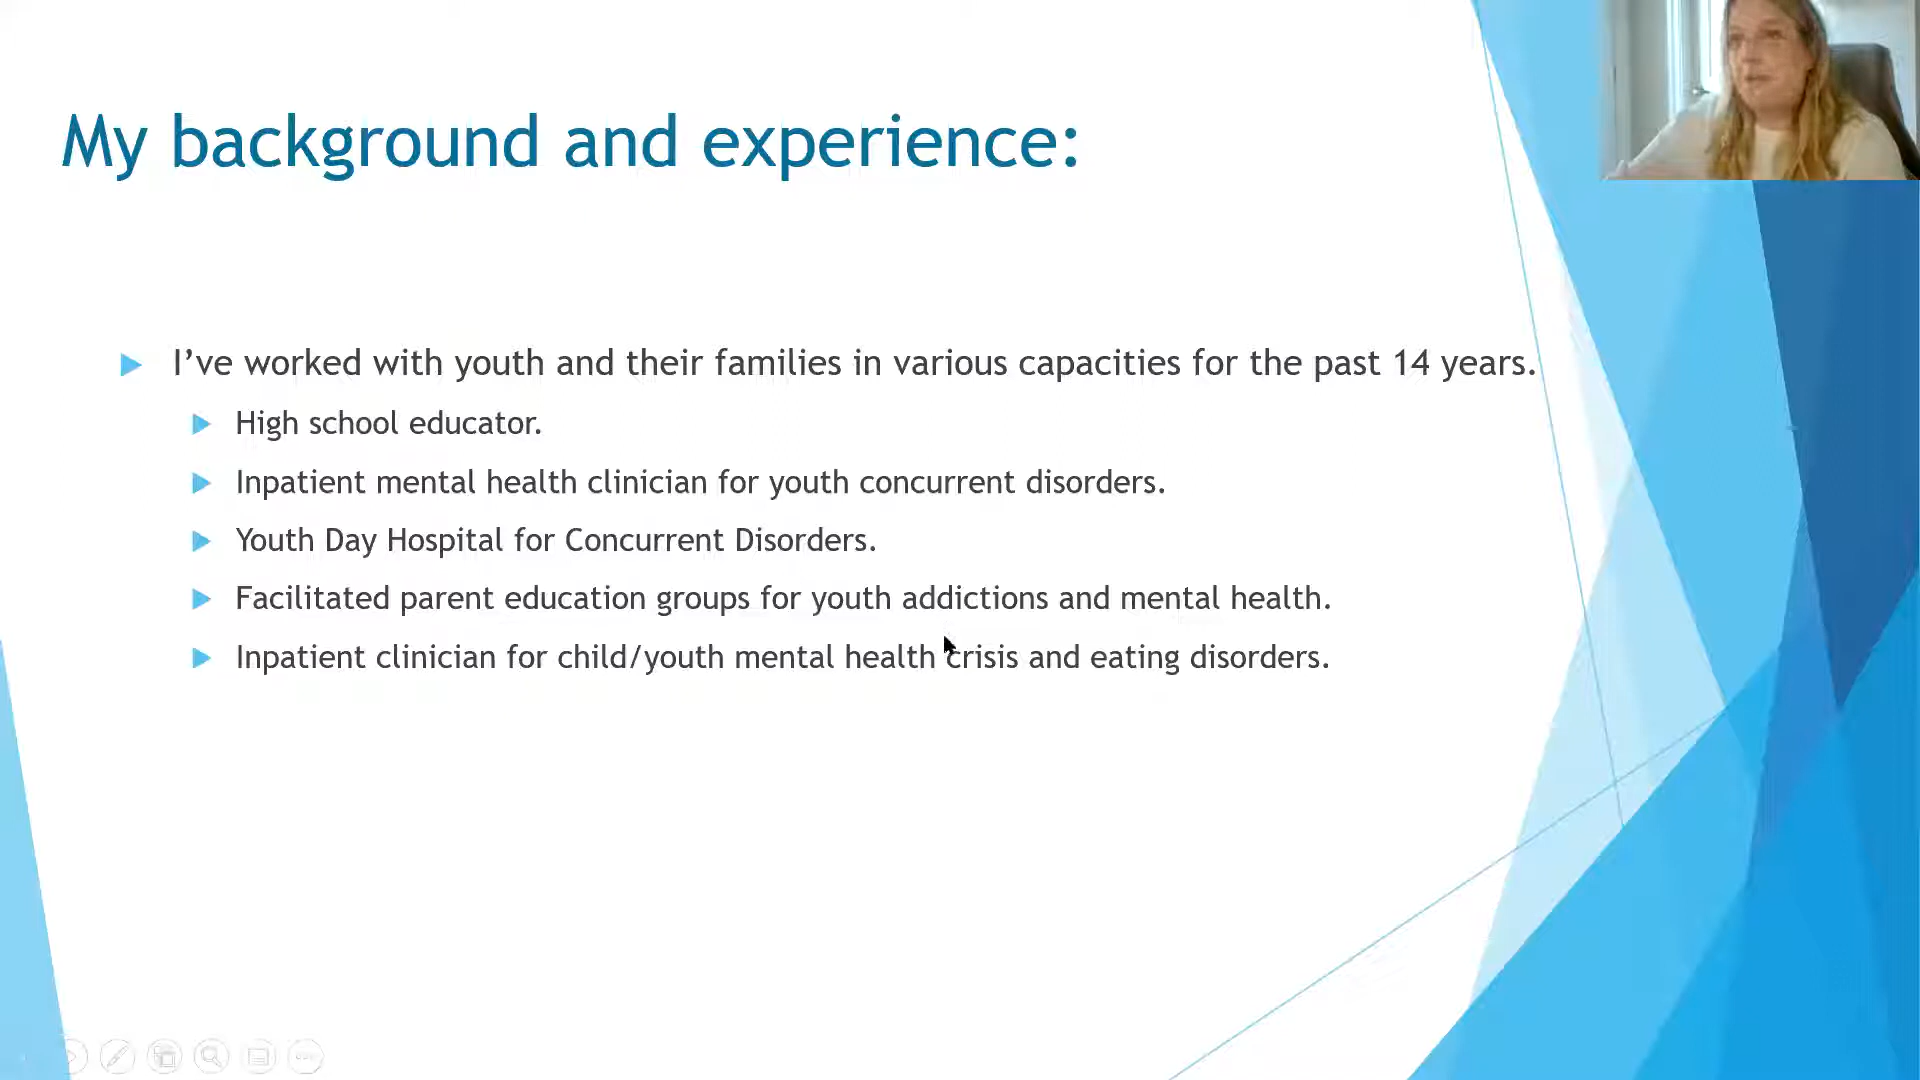 My background and experience:
I’ve worked with youth and their families in various capacities for the past 14 years.
High school educator.
Inpatient mental health clinician for youth concurrent disorders.
Youth Day Hospital for Concurrent Disorders.
Facilitated parent education groups for youth addictions and mental health.
Inpatient clinician for child/youth mental health crisis and eating disorders.